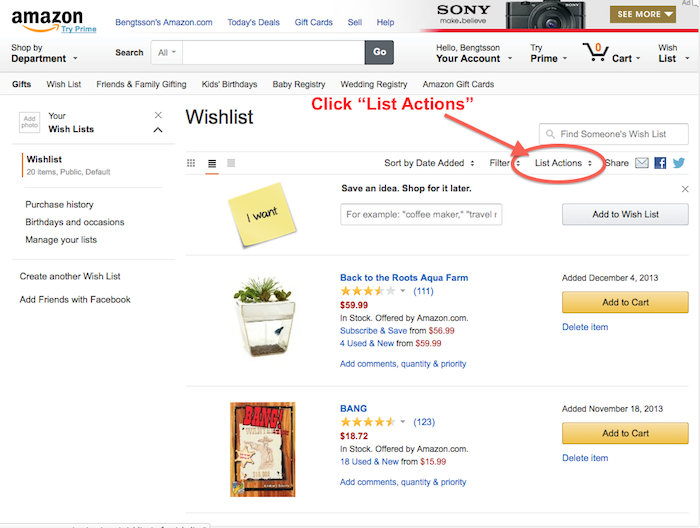 Ad
SONY
make.believe
SEE MORE
amazon
Try Prime
Bengtsson's Amazon.com Today's Deals Gift Cards Sell Help
Shop by
Department
Search All Go
Hello, Bengtsson
Your Account
Try
Prime
0
Cart
Wish
List
Gifts Wish List Friends & Family Gifting Kids' Birthdays Baby Registry Wedding Registry Amazon Gift Cards
Add
photo
Your
Wish Lists
Wishlist
20 items, Public, Default
Purchase history
Birthdays and occasions
Manage your lists
Create another Wish List
Add Friends with Facebook
Wishlist
Click “List Actions”
Find Someone's Wish List
Sort by Date Added Filter List Actions Share
I want
Save an idea. Shop for it later.
For example: "coffee maker," "travel r
Add to Wish List
Back to the Roots Aqua Farm
(111)
$59.99
In Stock. Offered by Amazon.com.
Subscribe & Save from $56.99
4 Used & New from $59.99
Add comments, quantity & priority
Added December 4, 2013
Add to Cart
Delete item
BANG!
BANG
(123)
$18.72
In Stock. Offered by Amazon.com.
18 Used & New from $15.99
Add comments, quantity & priority
Added November 18, 2013
Add to Cart
Delete item